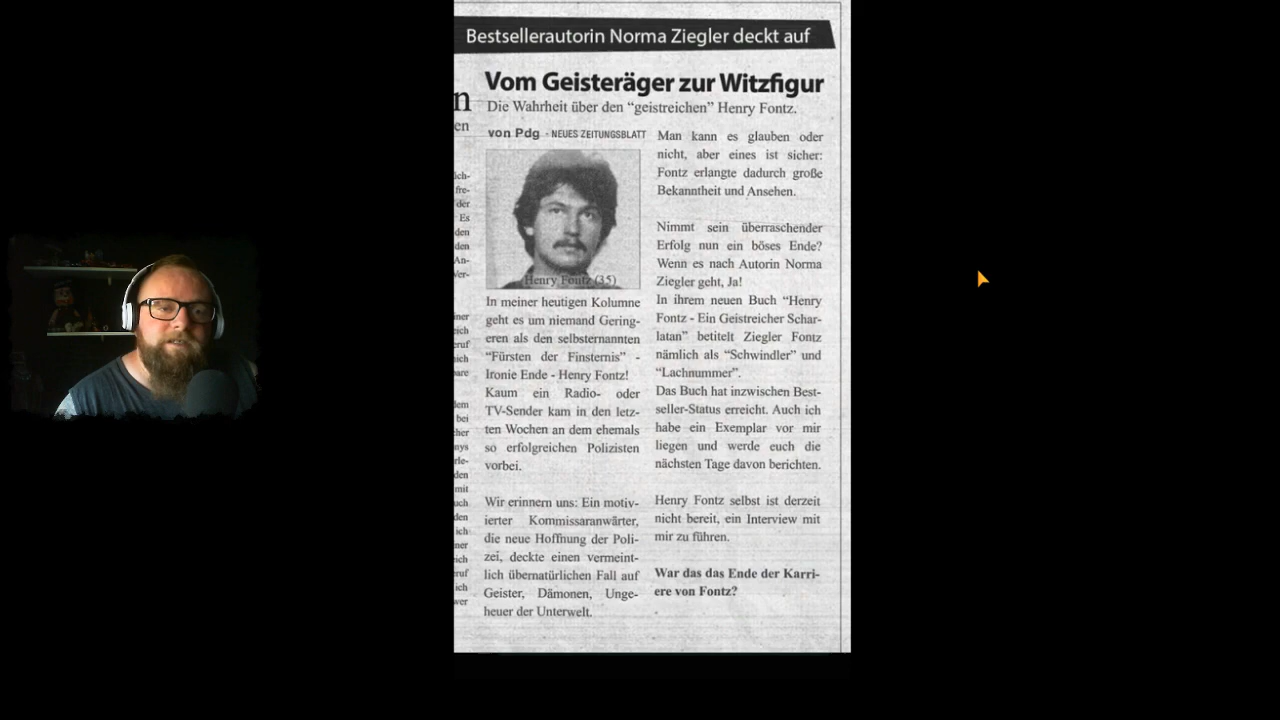 Bestsellerautorin Norma Ziegler deckt auf
Vom Geisteräger zur Witzfigur
Die Wahrheit über den “geistreichen” Henry Fontz.
von Pdg - NEUES ZEITUNGSBLATT
Henry Fontz (35)
In meiner heutigen Kolumne
geht es um niemand Gering-
eren als den selbsternannten
“Fürsten der Finsternis” -
Ironie Ende - Henry Fontz!
Kaum ein Radio- oder
TV-Sender kam in den letz-
ten Wochen an dem ehemals
so erfolgreichen Polizisten
vorbei.
Wir erinnern uns: Ein motiv-
ierter Kommissaranwärter,
die neue Hoffnung der Poli-
zei, deckte einen vermeint-
lich übernatürlichen Fall auf
Geister, Dämonen, Unge-
heuer der Unterwelt.
Man kann es glauben oder
nicht, aber eines ist sicher:
Fontz erlangte dadurch große
Bekanntheit und Ansehen.
Nimmt sein überraschender
Erfolg nun ein böses Ende?
Wenn es nach Autorin Norma
Ziegler geht, Ja!
In ihrem neuen Buch “Henry
Fontz - Ein Geistreicher Schar-
latan” betitelt Ziegler Fontz
nämlich als “Schwindler” und
“Lachnummer”.
Das Buch hat inzwischen Best-
seller-Status erreicht. Auch ich
habe ein Exemplar vor mir
liegen und werde euch die
nächsten Tage davon berichten.
Henry Fontz selbst ist derzeit
nicht bereit, ein Interview mit
mir zu führen.
War das das Ende der Karri-
ere von Fontz?